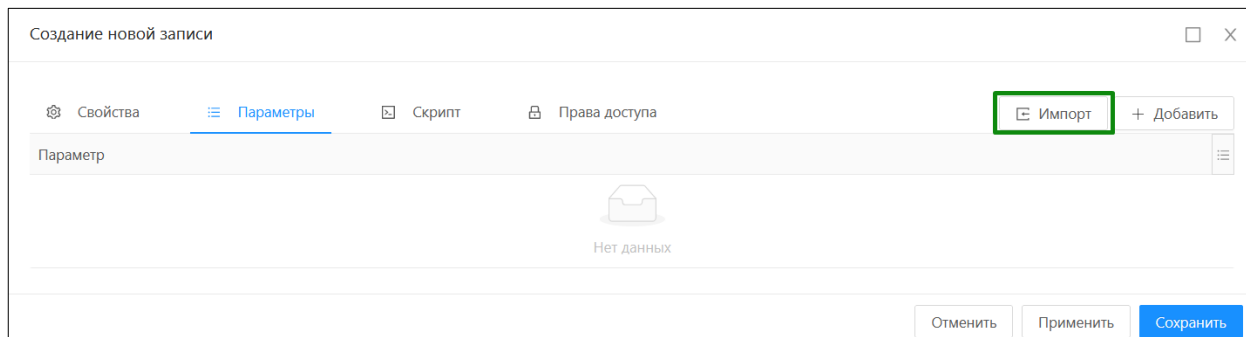 Создание новой записи
Свойства Параметры Скрипт Права доступа Импорт + Добавить
Параметр
Нет данных
Отменить Применить Сохранить